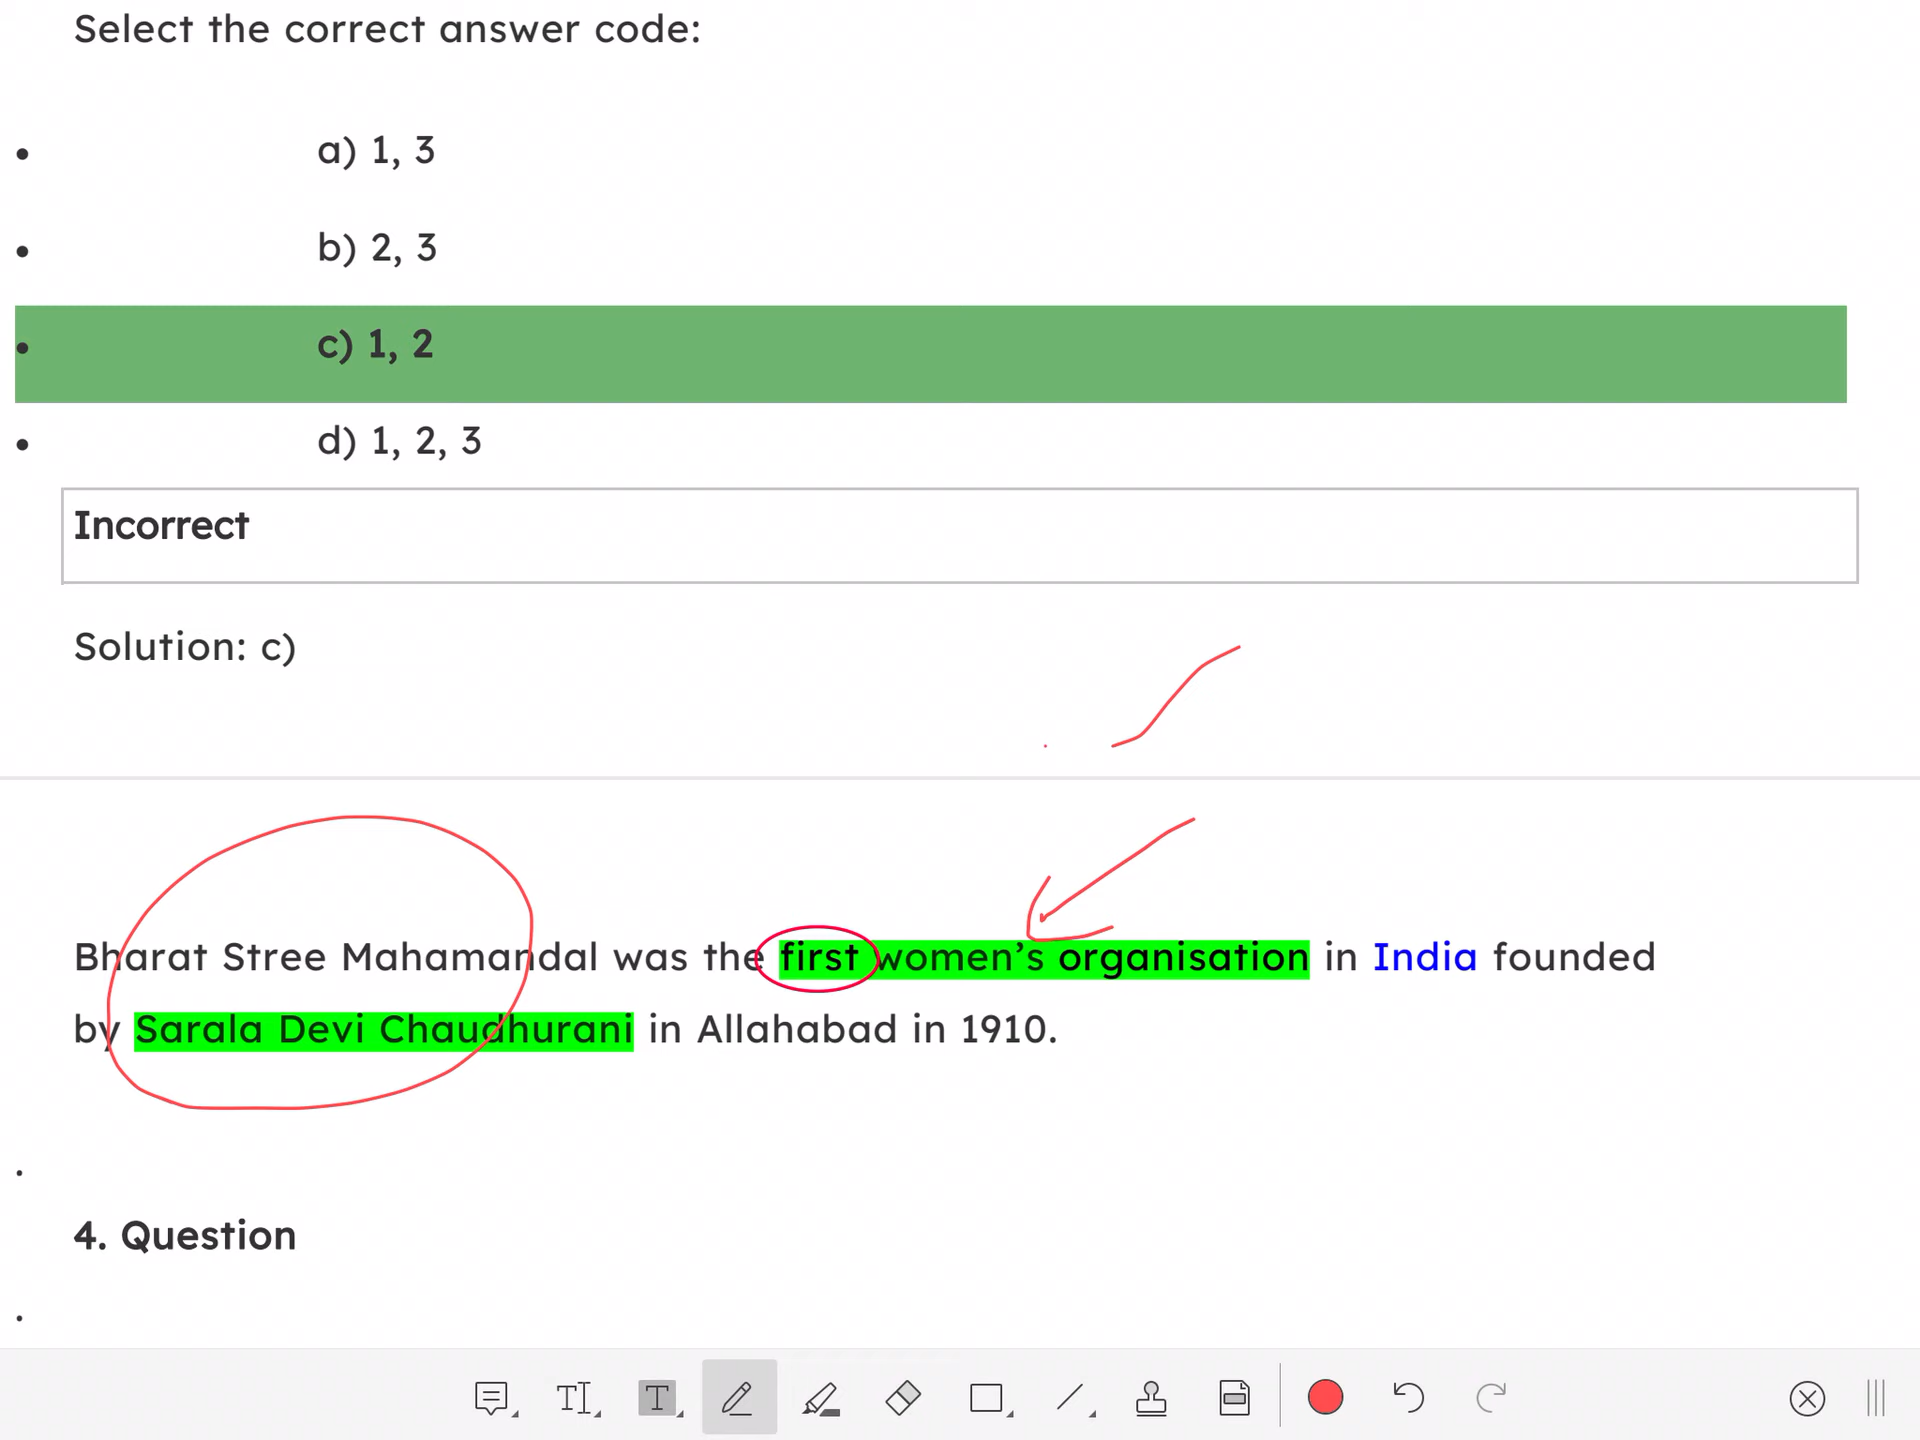 Select the correct answer code:
• a) 1, 3
• b) 2, 3
• c) 1, 2
• d) 1, 2, 3
Incorrect
Solution: c)
Bharat Stree Mahamandal was the first women’s organisation in India founded
by Sarala Devi Chaudhurani in Allahabad in 1910.
.
4. Question
.